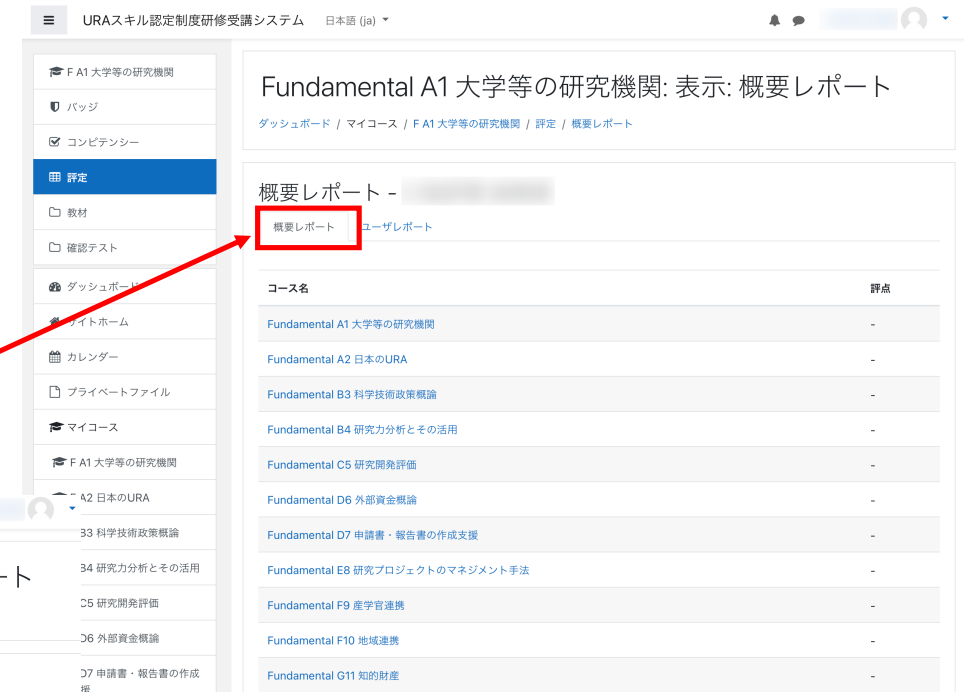 URAスキル認定制度研修受講システム 日本語 (ja)
F A1 大学等の研究機関
バッジ
コンピテンシー
評定
教材
確認テスト
ダッシュボード
サイトホーム
カレンダー
プライベートファイル
マイコース
F A1 大学等の研究機関
A2 日本のURA
B3 科学技術政策概論
B4 研究力分析とその活用
C5 研究開発評価
D6 外部資金概論
D7 申請書・報告書の作成
援
ート
Fundamental A1 大学等の研究機関: 表示: 概要レポート
ダッシュボード / マイコース / F A1 大学等の研究機関 / 評定 / 概要レポート
概要レポート -
概要レポート ユーザレポート
コース名 評点
Fundamental A1 大学等の研究機関 -
Fundamental A2 日本のURA -
Fundamental B3 科学技術政策概論 -
Fundamental B4 研究力分析とその活用 -
Fundamental C5 研究開発評価 -
Fundamental D6 外部資金概論 -
Fundamental D7 申請書・報告書の作成支援 -
Fundamental E8 研究プロジェクトのマネジメント手法 -
Fundamental F9 産学官連携 -
Fundamental F10 地域連携 -
Fundamental G11 知的財産 -